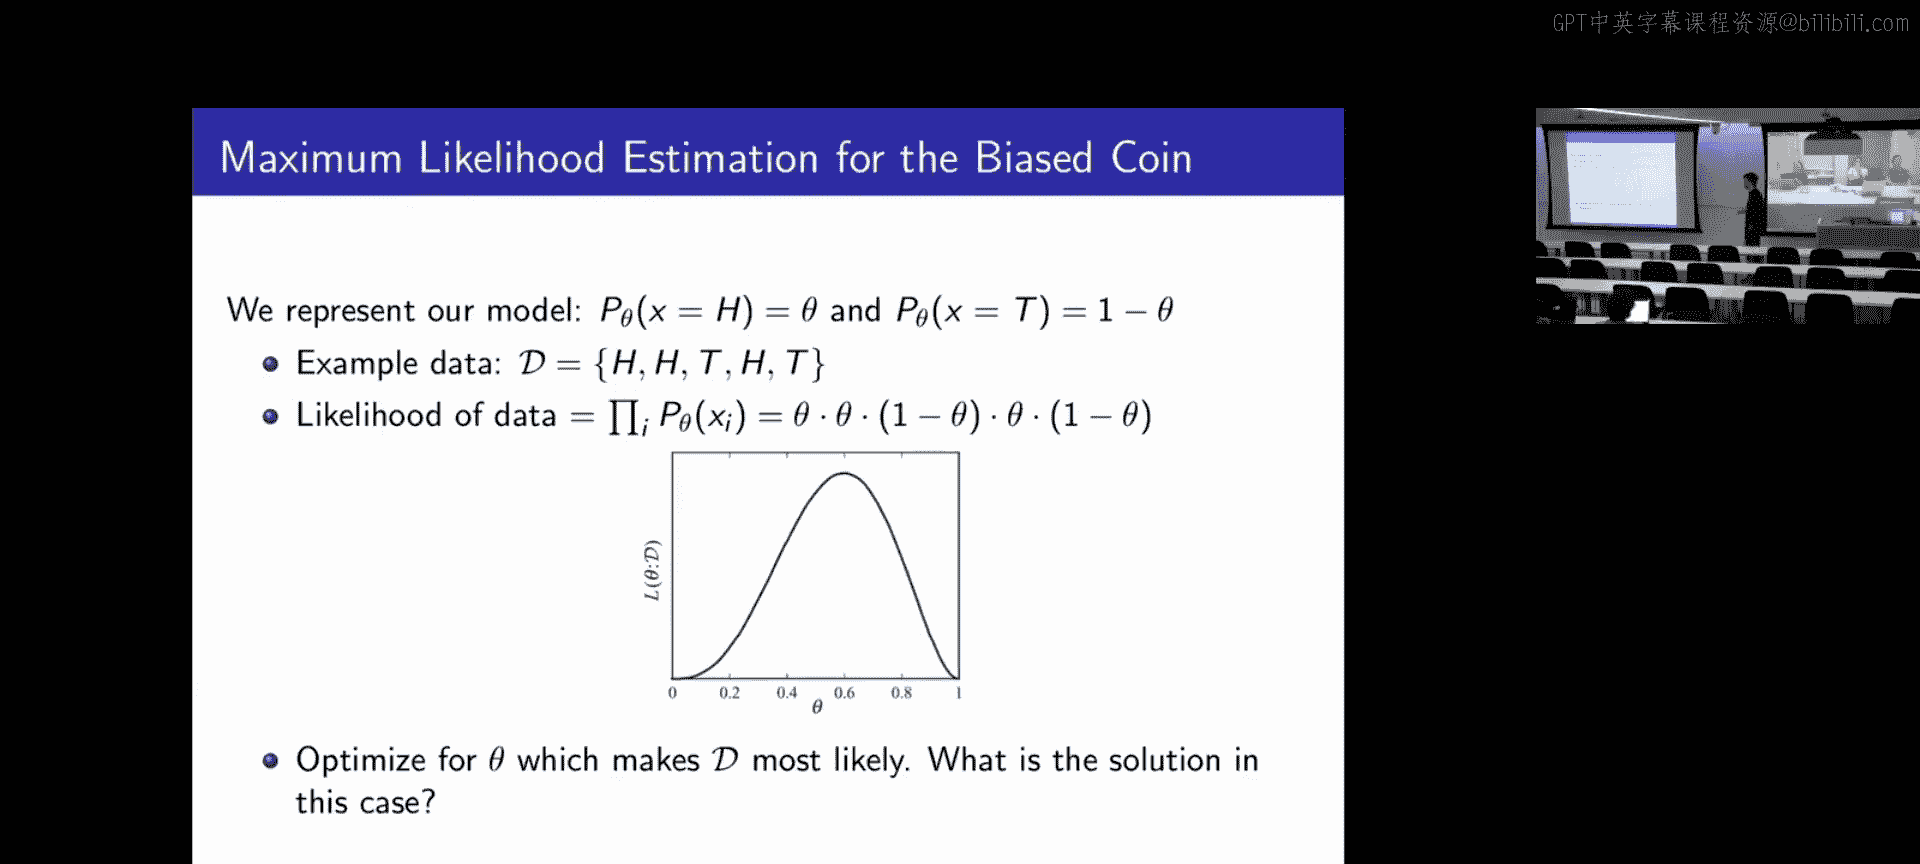 GPT中英字幕课程资源@bilibili.com
Maximum Likelihood Estimation for the Biased Coin
We represent our model: Pθ(x = H) = θ and Pθ(x = T) = 1 − θ
Example data: 𝒟 = {H, H, T, H, T}
Likelihood of data = ∏i Pθ(xi) = θ · θ · (1 − θ) · θ · (1 − θ)
L(θ:𝒟)
0 0.2 0.4 0.6 0.8 1
θ
Optimize for θ which makes 𝒟 most likely. What is the solution in
this case?